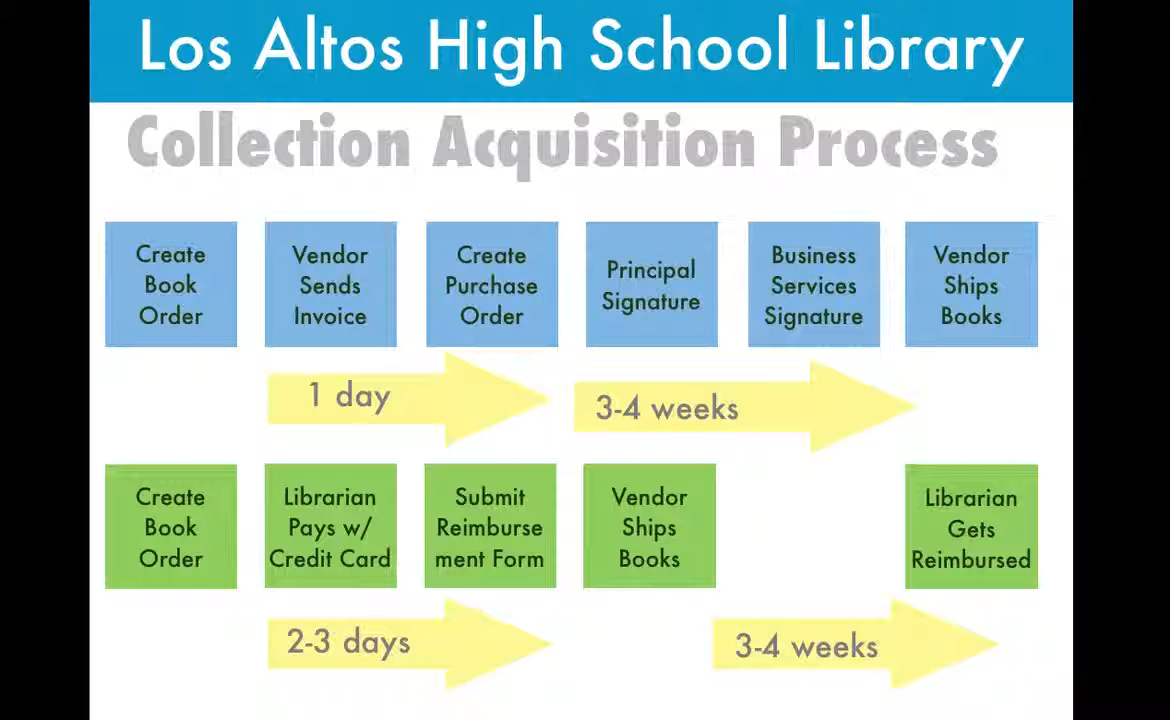 Los Altos High School Library
Collection Acquisition Process
Create
Book
Order
Vendor
Sends
Invoice
Create
Purchase
Order
Principal
Signature
Business
Services
Signature
Vendor
Ships
Books
1 day
3-4 weeks
Create
Book
Order
Librarian
Pays w/
Credit Card
Submit
Reimburse
ment Form
Vendor
Ships
Books
Librarian
Gets
Reimbursed
2-3 days
3-4 weeks